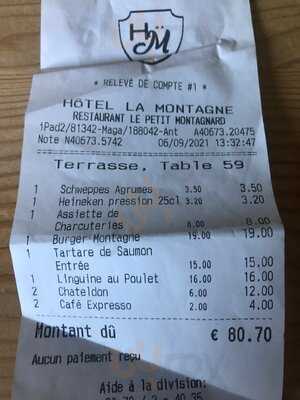 HM
* RELEVÉ DE COMPTE #1 *
HÔTEL LA MONTAGNE
RESTAURANT LE PETIT MONTAGNARD
1Pad2/81342-Maga/188042-Ant A40673.20475
Note N40673.5742 06/09/2021 13:32:47
Terrasse, Table 59
1 Schweppes Agrumes 3.50 3.50
1 Heineken pression 25cl 3.20 3.20
1 Assiette de
Charcuteries 8.00 8.00
1 Burger Montagne 19.00 19.00
1 Tartare de Saumon
Entrée 15.00 15.00
1 Linguine au Poulet 16.00 16.00
2 Chateldon 6.00 12.00
2 Café Expresso 2.00 4.00
Montant dû € 80.70
Aucun paiement reçu
Aide à la division:
/ 2 = 40.35